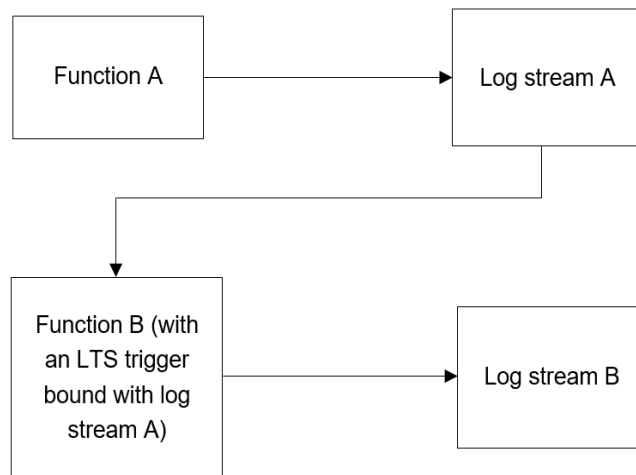 Function A
Log stream A
Function B (with
an LTS trigger
bound with log
stream A)
Log stream B